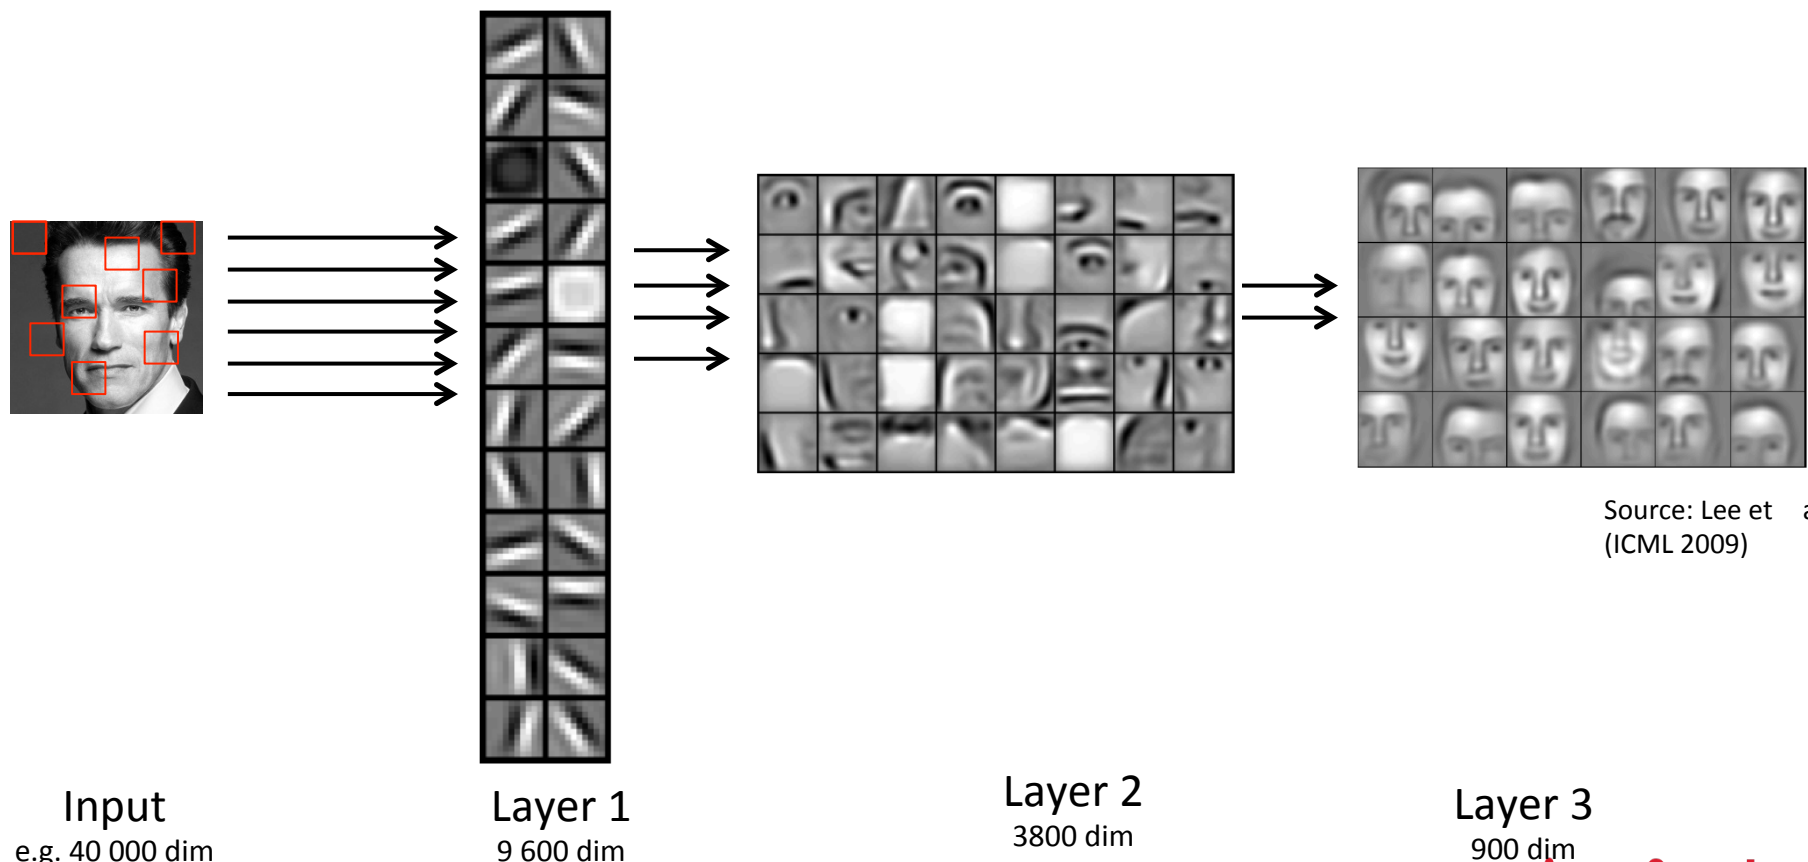 Source: Lee et a
(ICML 2009)
Input
e.g. 40 000 dim
Layer 1
9 600 dim
Layer 2
3800 dim
Layer 3
900 dim